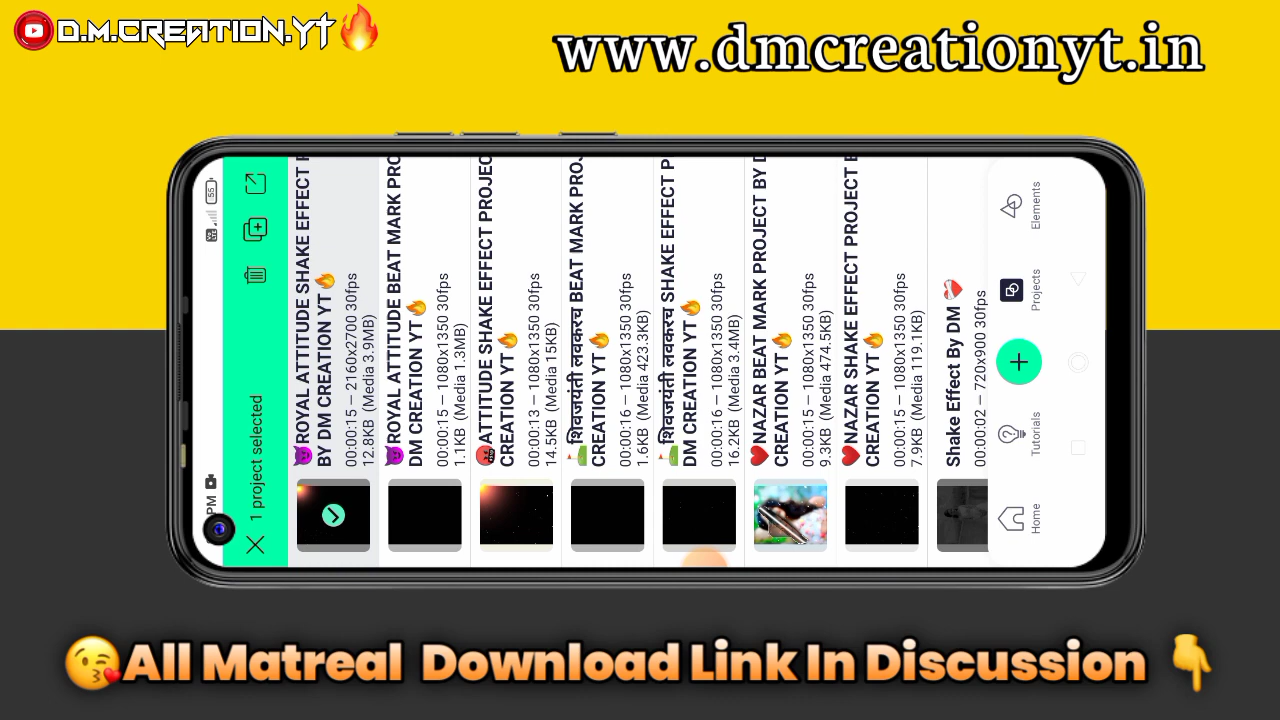 D.M.CREATION.YT🔥
www.dmcreationyt.in
55
PM
1 project selected
😈ROYAL ATTITUDE SHAKE EFFECT
BY DM CREATION YT🔥
00:00:15 – 2160x2700 30fps
12.8KB (Media 3.9MB)
😈ROYAL ATTITUDE BEAT MARK
DM CREATION YT🔥
00:00:15 – 1080x1350 30fps
1.1KB (Media 1.3MB)
😡ATTITUDE SHAKE EFFECT
CREATION YT🔥
00:00:13 – 1080x1350 30fps
14.5KB (Media 15KB)
⛳शिवजयंती लवकरच BEAT MARK
CREATION YT🔥
00:00:16 – 1080x1350 30fps
1.6KB (Media 423.3KB)
⛳शिवजयंती लवकरच SHAKE EFFECT
DM CREATION YT🔥
00:00:16 – 1080x1350 30fps
16.2KB (Media 3.4MB)
❤️NAZAR BEAT MARK PROJECT BY
CREATION YT🔥
00:00:15 – 1080x1350 30fps
9.3KB (Media 474.5KB)
❤️NAZAR SHAKE EFFECT PROJECT
CREATION YT🔥
00:00:15 – 1080x1350 30fps
7.9KB (Media 119.1KB)
Shake Effect By DM
00:00:02 – 720x900 30fps
Home
Tutorials
Projects
Elements
😘All Matreal Download Link In Discussion 👇